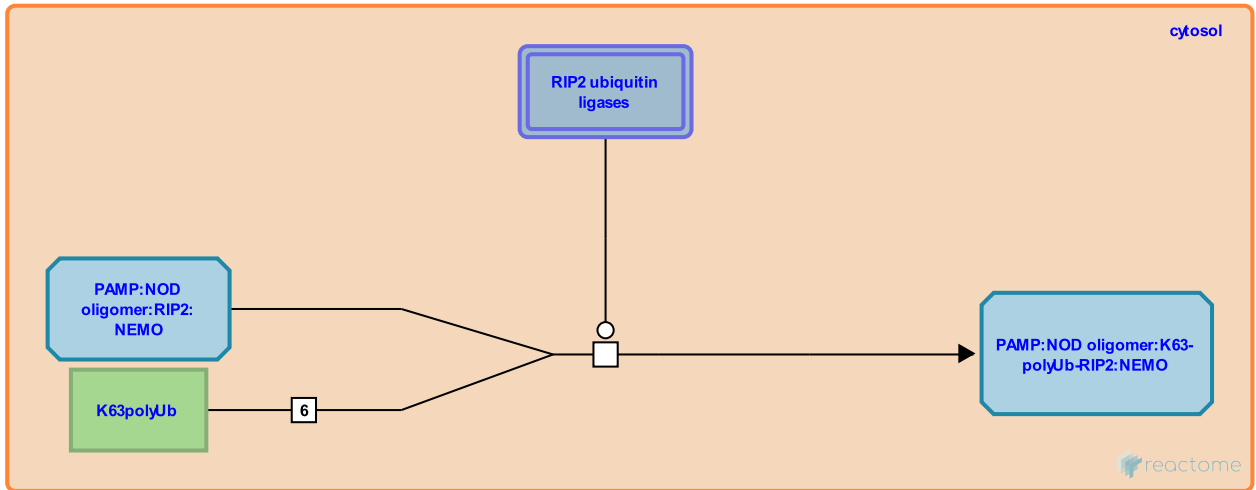 cytosol
RIP2 ubiquitin
ligases
PAMP:NOD
oligomer:RIP2:
NEMO
K63polyUb
6
PAMP:NOD oligomer:K63-
polyUb-RIP2:NEMO
reactome